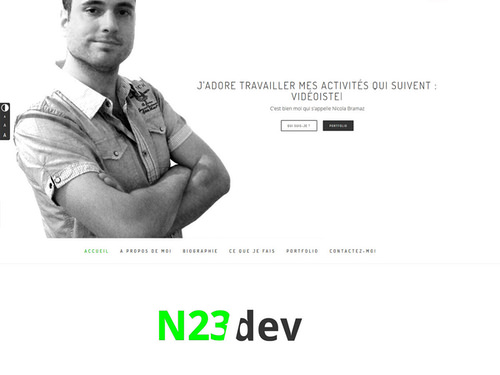 J'ADORE TRAVAILLER MES ACTIVITÉS QUI SUIVENT :
VIDÉOISTE|
C'est bien moi qui s'appelle Nicola Bramaz
QUI SUIS-JE ? PORTFOLIO
A
A
A
ACCUEIL A PROPOS DE MOI BIOGRAPHIE CE QUE JE FAIS PORTFOLIO CONTACTEZ-MOI
N23dev